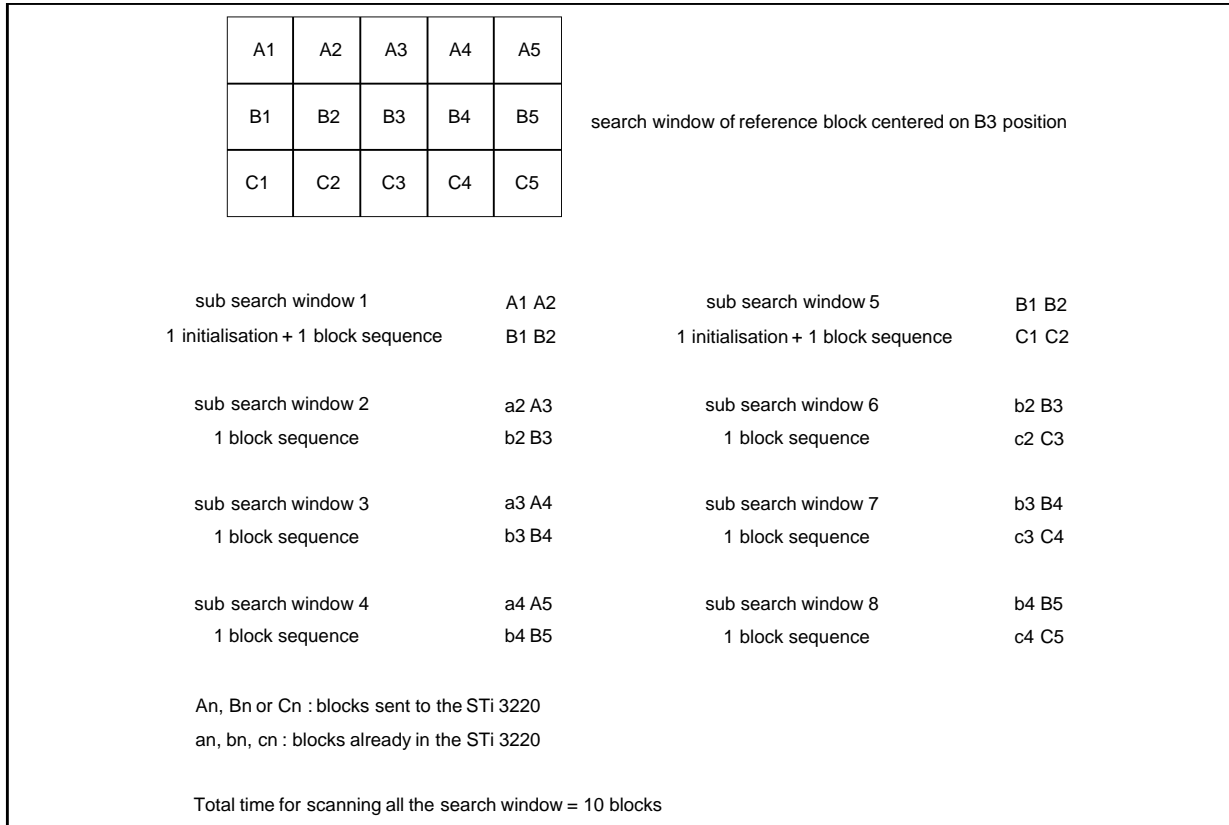 A1 A2 A3 A4 A5
B1 B2 B3 B4 B5
search window of reference block centered on B3 position
C1 C2 C3 C4 C5
sub search window 1 A1 A2
1 initialisation + 1 block sequence B1 B2
sub search window 2 a2 A3
1 block sequence b2 B3
sub search window 3 a3 A4
1 block sequence b3 B4
sub search window 4 a4 A5
1 block sequence b4 B5
sub search window 5 B1 B2
1 initialisation + 1 block sequence C1 C2
sub search window 6 b2 B3
1 block sequence c2 C3
sub search window 7 b3 B4
1 block sequence c3 C4
sub search window 8 b4 B5
1 block sequence c4 C5
An, Bn or Cn : blocks sent to the STi 3220
an, bn, cn : blocks already in the STi 3220
Total time for scanning all the search window = 10 blocks